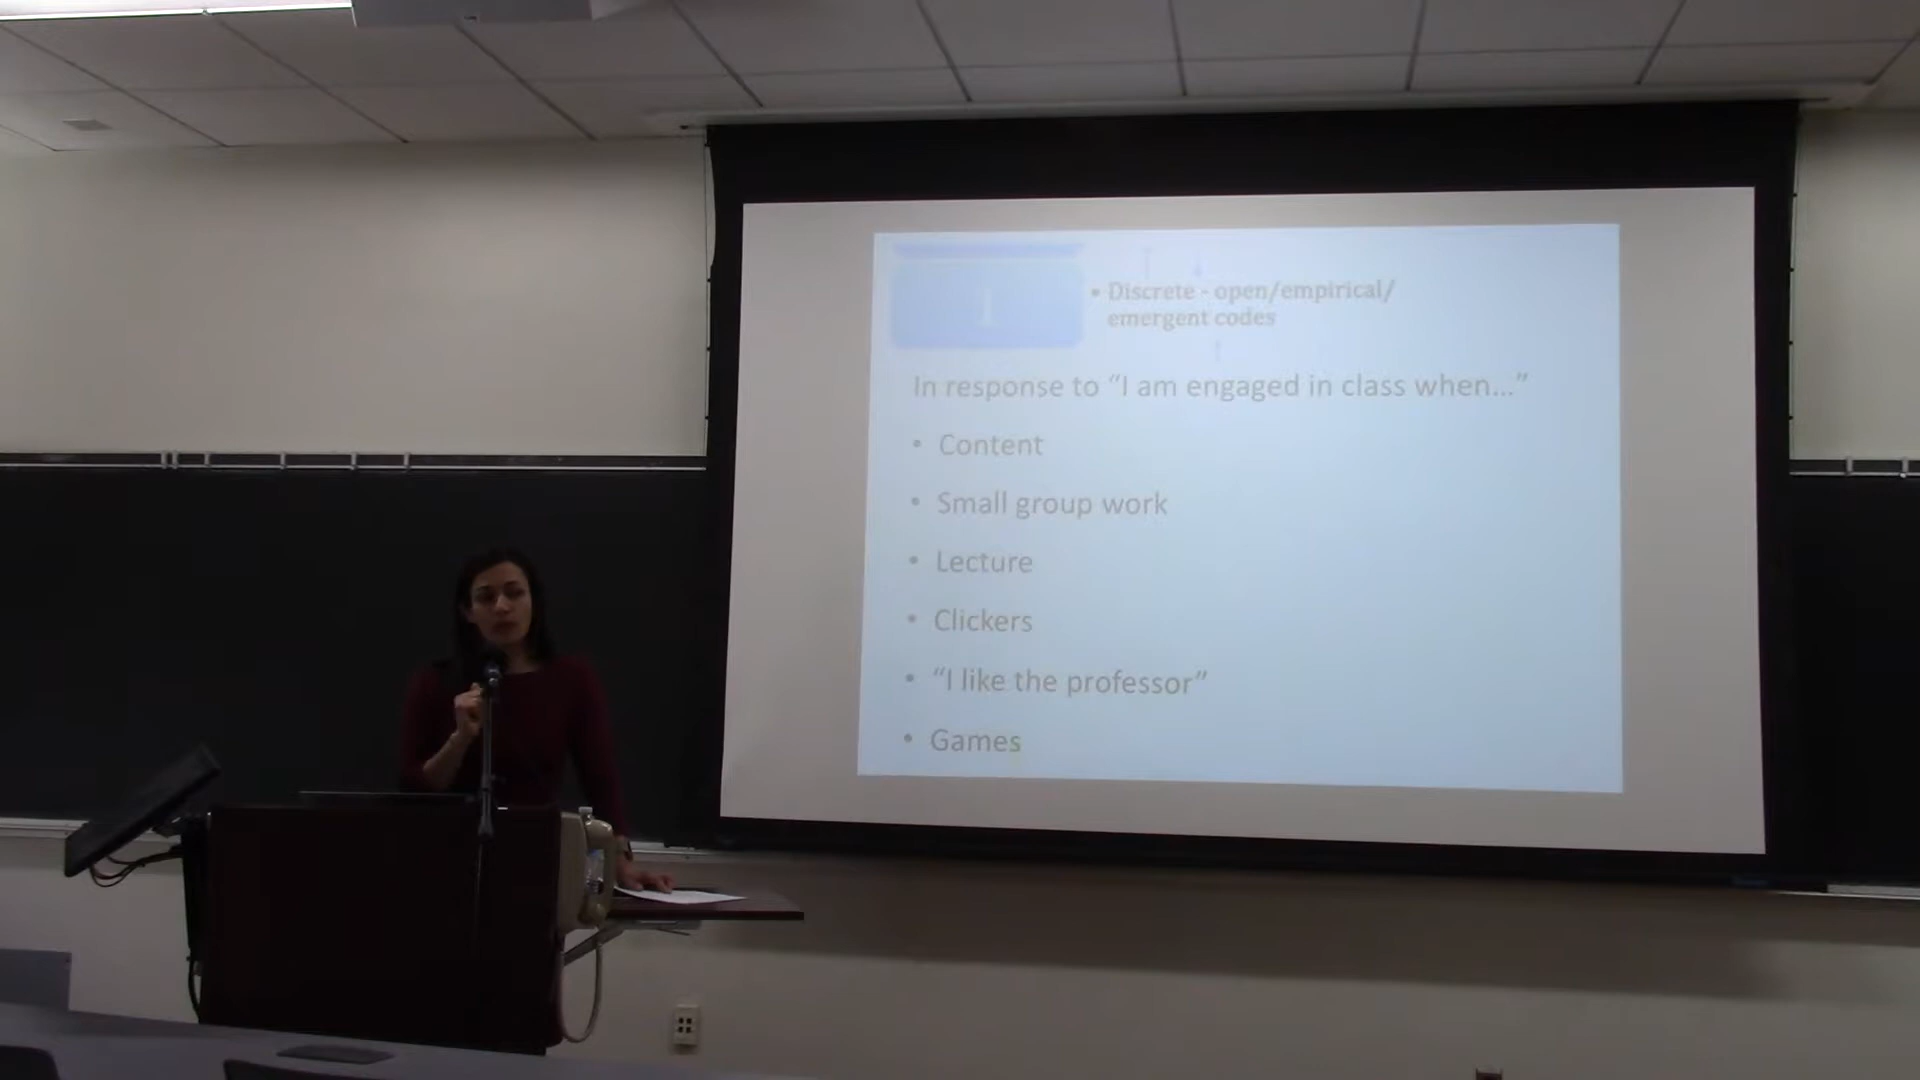 1
• Discrete - open/empirical/
emergent codes
In response to “I am engaged in class when...”
• Content
• Small group work
• Lecture
• Clickers
• “I like the professor”
• Games